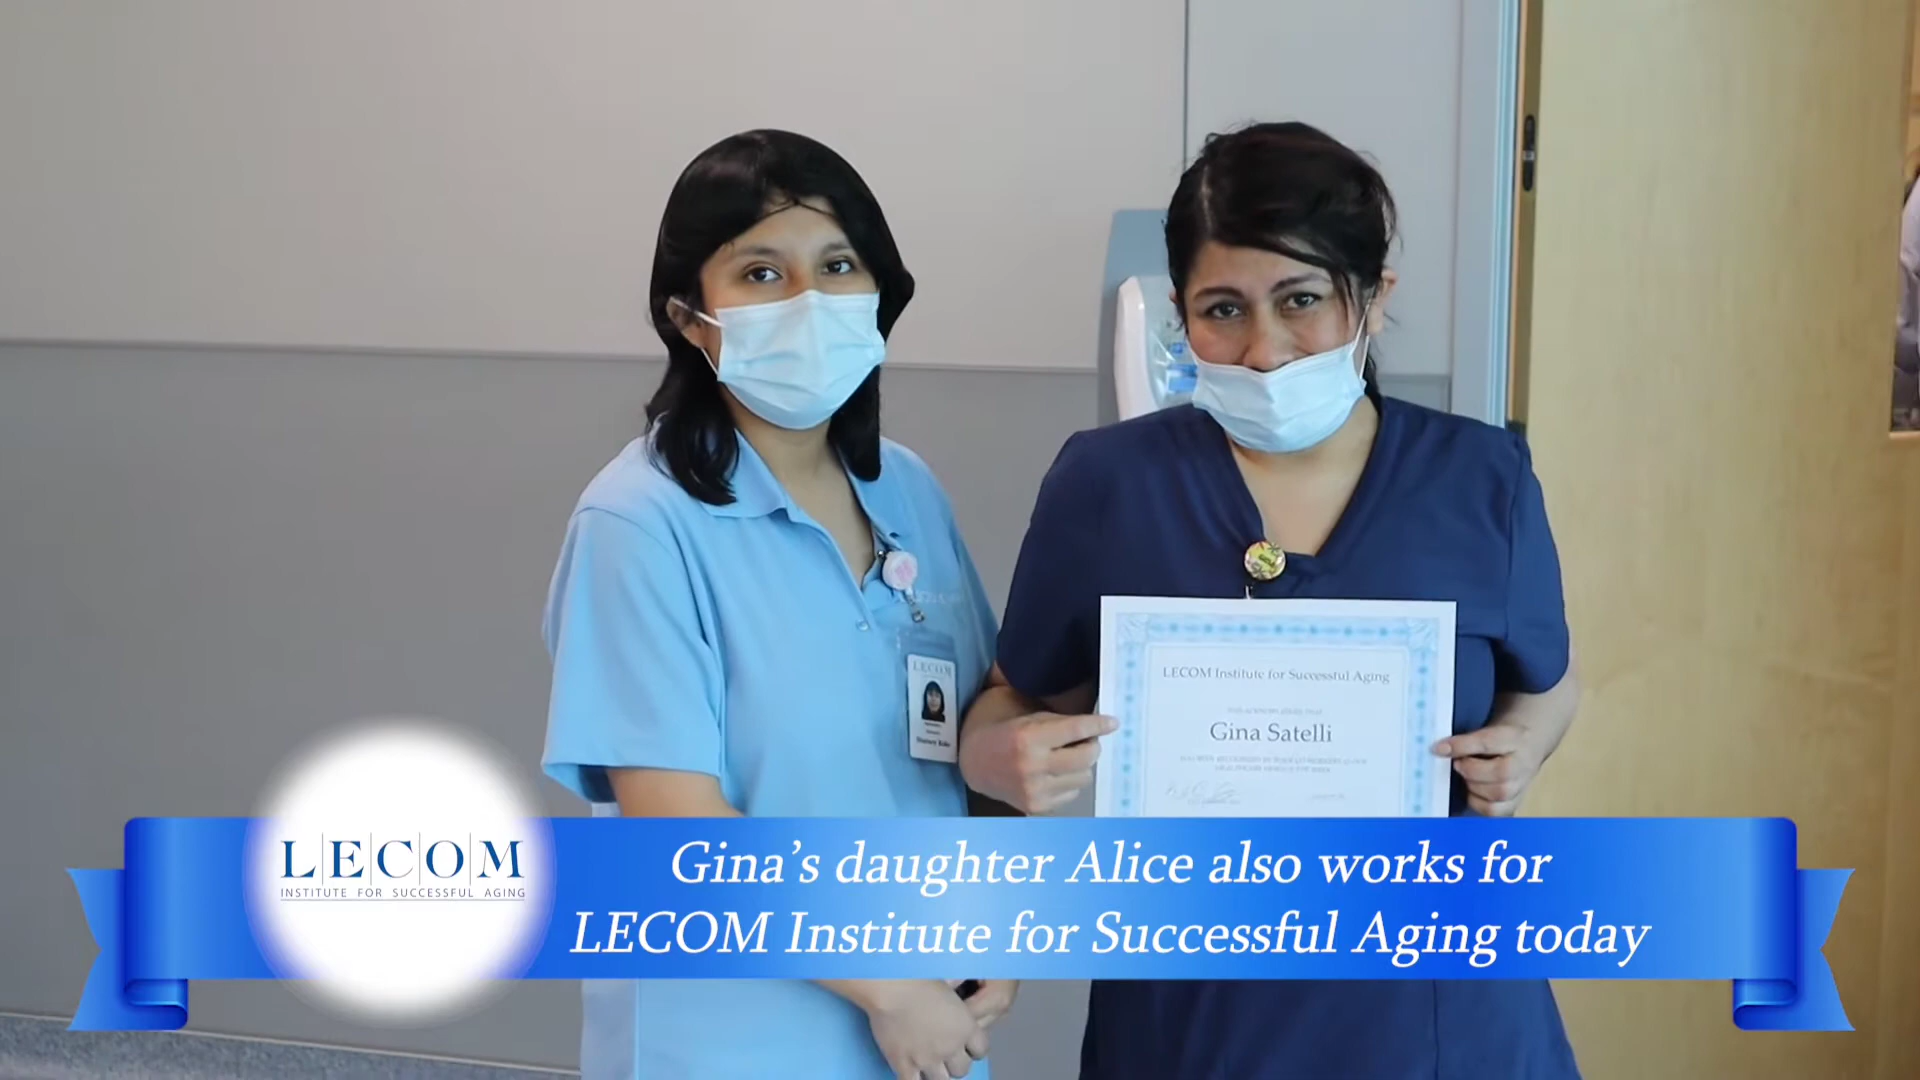 LECOM
LECOM Institute for Successful Aging
Gina Satelli
LECOM
INSTITUTE FOR SUCCESSFUL AGING
Gina's daughter Alice also works for
LECOM Institute for Successful Aging today